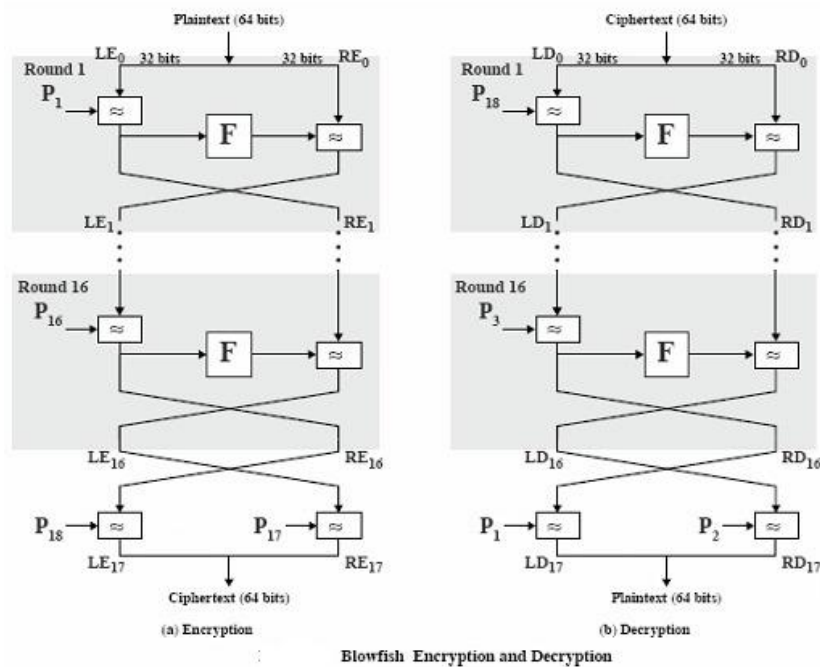 Plaintext (64 bits)
LE0 32 bits 32 bits RE0
Round 1
P1
≈
F
≈
LE1 RE1
Round 16
P16
≈
F
≈
LE16 RE16
P18 ≈ P17 ≈
LE17 RE17
Ciphertext (64 bits)
(a) Encryption
Ciphertext (64 bits)
LD0 32 bits 32 bits RD0
Round 1
P18
≈
F
≈
LD1 RD1
Round 16
P3
≈
F
≈
LD16 RD16
P1 ≈ P2 ≈
LD17 RD17
Plaintext (64 bits)
(b) Decryption
Blowfish Encryption and Decryption